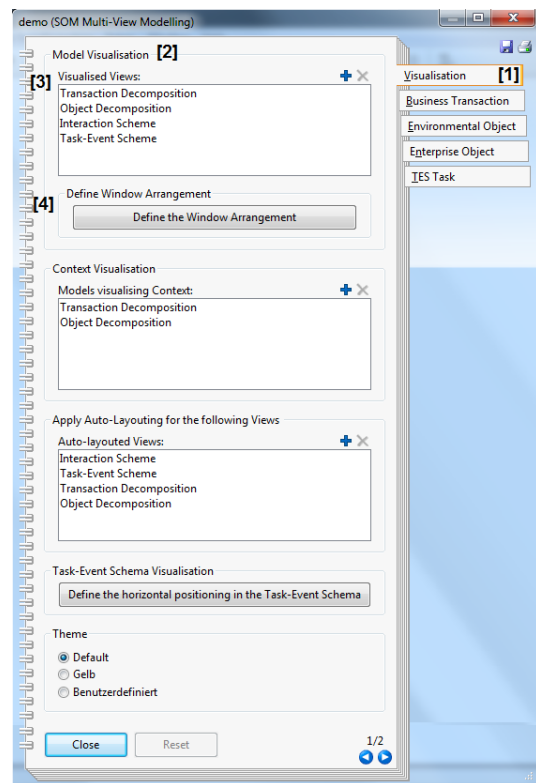 demo (SOM Multi-View Modelling)
Model Visualisation [2]
[3] Visualised Views:
Transaction Decomposition
Object Decomposition
Interaction Scheme
Task-Event Scheme
Define Window Arrangement
[4]
Define the Window Arrangement
Context Visualisation
Models visualising Context:
Transaction Decomposition
Object Decomposition
Apply Auto-Layouting for the following Views
Auto-layouted Views:
Interaction Scheme
Task-Event Scheme
Transaction Decomposition
Object Decomposition
Task-Event Schema Visualisation
Define the horizontal positioning in the Task-Event Schema
Theme
Default
Gelb
Benutzerdefiniert
Close
Reset
1/2
Visualisation [1]
Business Transaction
Environmental Object
Enterprise Object
TES Task